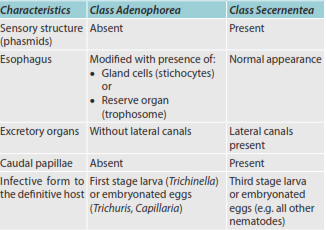 Characteristics Class Adenophorea Class Secernentea
Sensory structure Absent Present
(phasmids)
Esophagus Modified with presence of: Normal appearance
• Gland cells (stichocytes)
or
• Reserve organ
(trophosome)
Excretory organs Without lateral canals Lateral canals
present
Caudal papillae Absent Present
Infective form to First stage larva (Trichinella) Third stage larva
the definitive host or embryonated eggs or embryonated
(Trichuris, Capillaria) eggs (e.g. all other
nematodes)